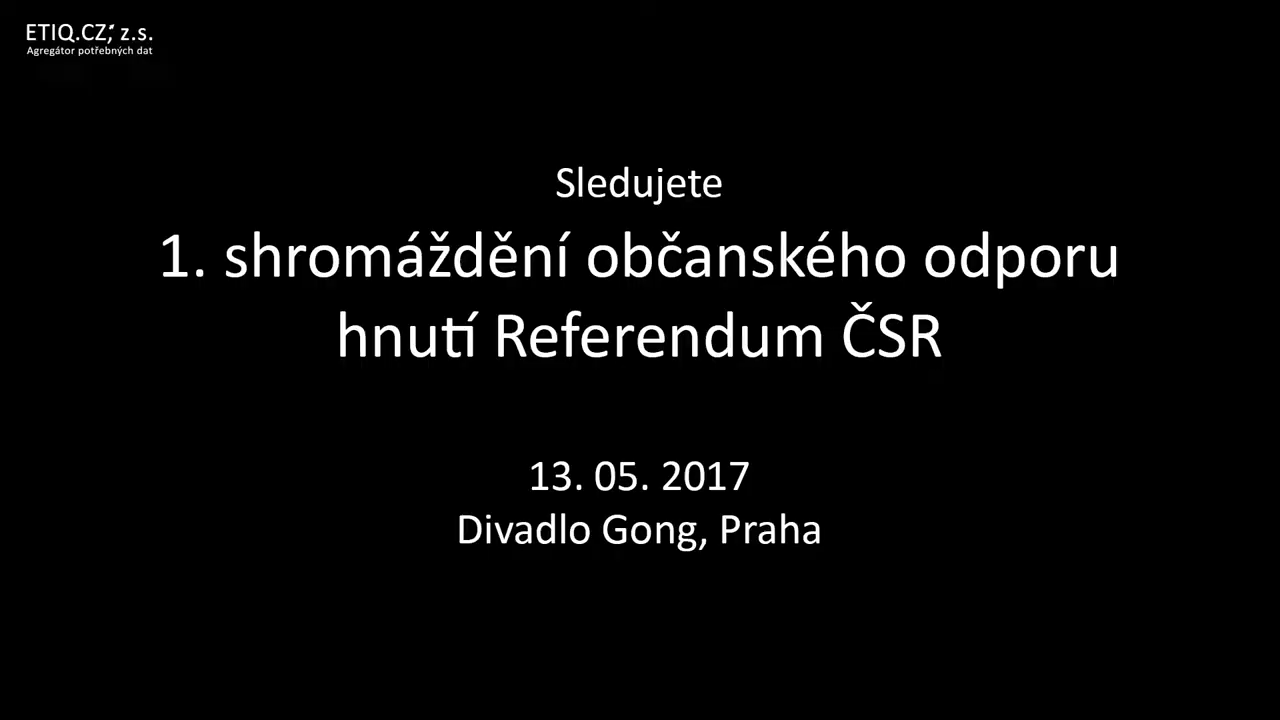 ETIQ.CZ, z.s.
Agregátor potřebných dat
Sledujete
1. shromáždění občanského odporu
hnutí Referendum ČSR
13. 05. 2017
Divadlo Gong, Praha